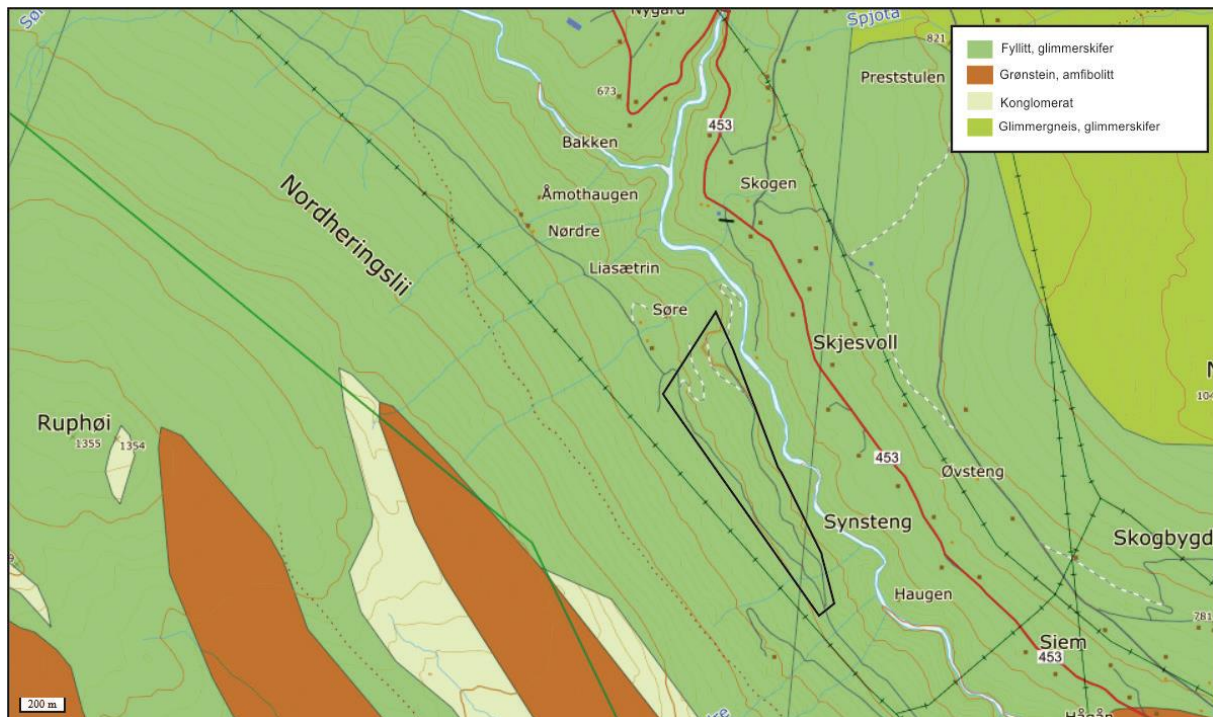 Nygard
Spjota
821
Fyllitt, glimmerskifer
Grønstein, amfibolitt
Konglomerat
Glimmergneis, glimmerskifer
Preststulen
673
453
Bakken
Skogen
Åmothaugen
Nordheringslii
Nørdre
Liasætrin
Søre
Skjesvoll
Ruphøi
1355
1354
453
Øvsteng
Synsteng
Skogbygd
Haugen
781
Siem
453
200 m
Hågån